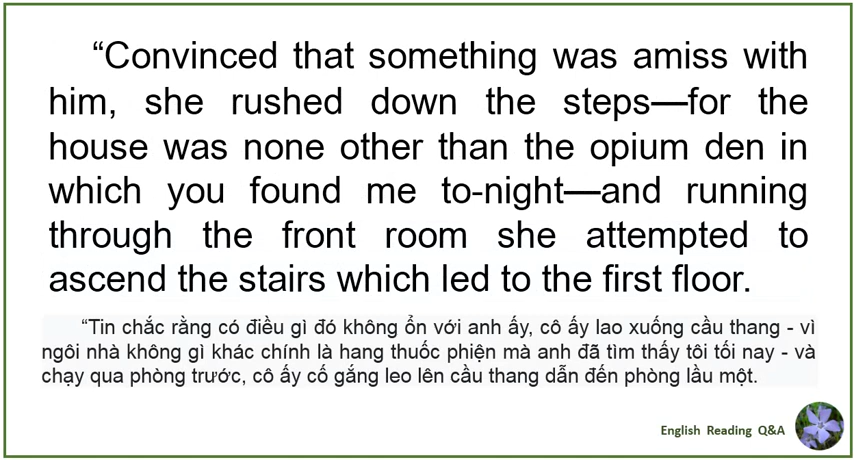 “Convinced that something was amiss with
him, she rushed down the steps—for the
house was none other than the opium den in
which you found me to-night—and running
through the front room she attempted to
ascend the stairs which led to the first floor.
“Tin chắc rằng có điều gì đó không ổn với anh ấy, cô ấy lao xuống cầu thang - vì
ngôi nhà không gì khác chính là hang thuốc phiện mà anh đã tìm thấy tôi tối nay - và
chạy qua phòng trước, cô ấy cố gắng leo lên cầu thang dẫn đến phòng lầu một.
English Reading Q&A